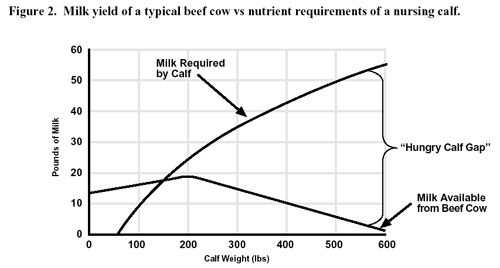 Figure 2. Milk yield of a typical beef cow vs nutrient requirements of a nursing calf.
60
50
40
30
20
10
0
Pounds of Milk
Milk Required
by Calf
“Hungry Calf Gap”
Milk Available
from Beef Cow
0 100 200 300 400 500 600
Calf Weight (lbs)